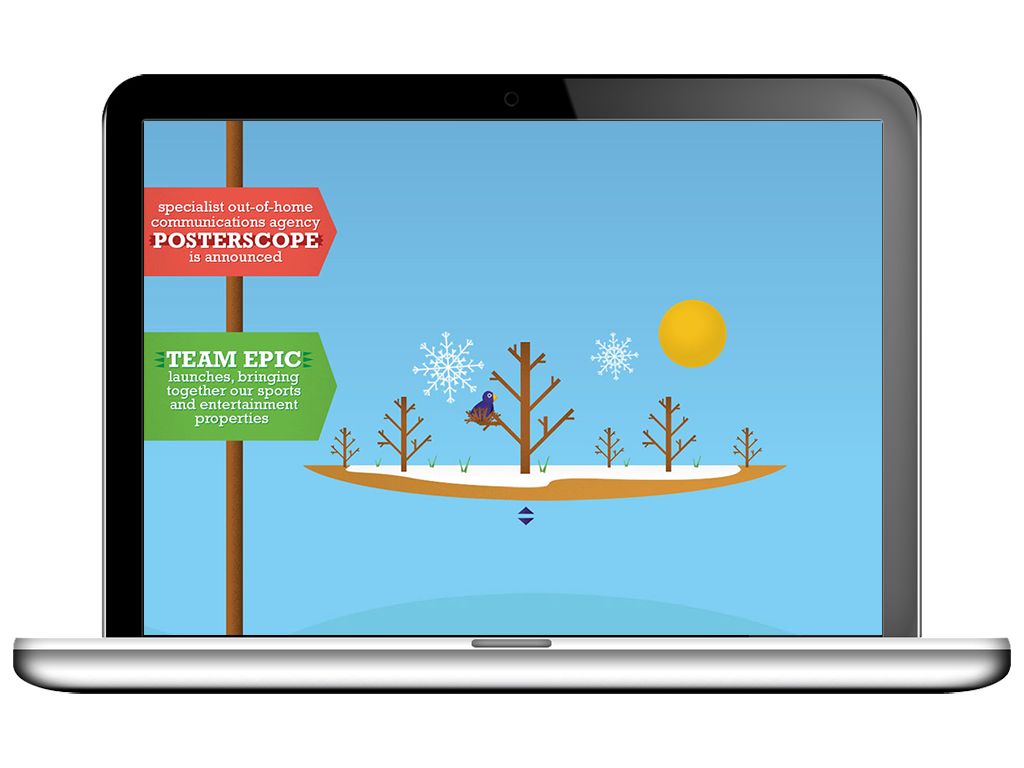 specialist out-of-home
communications agency
POSTERSCOPE
is announced
TEAM EPIC
launches, bringing
together our sports
and entertainment
properties